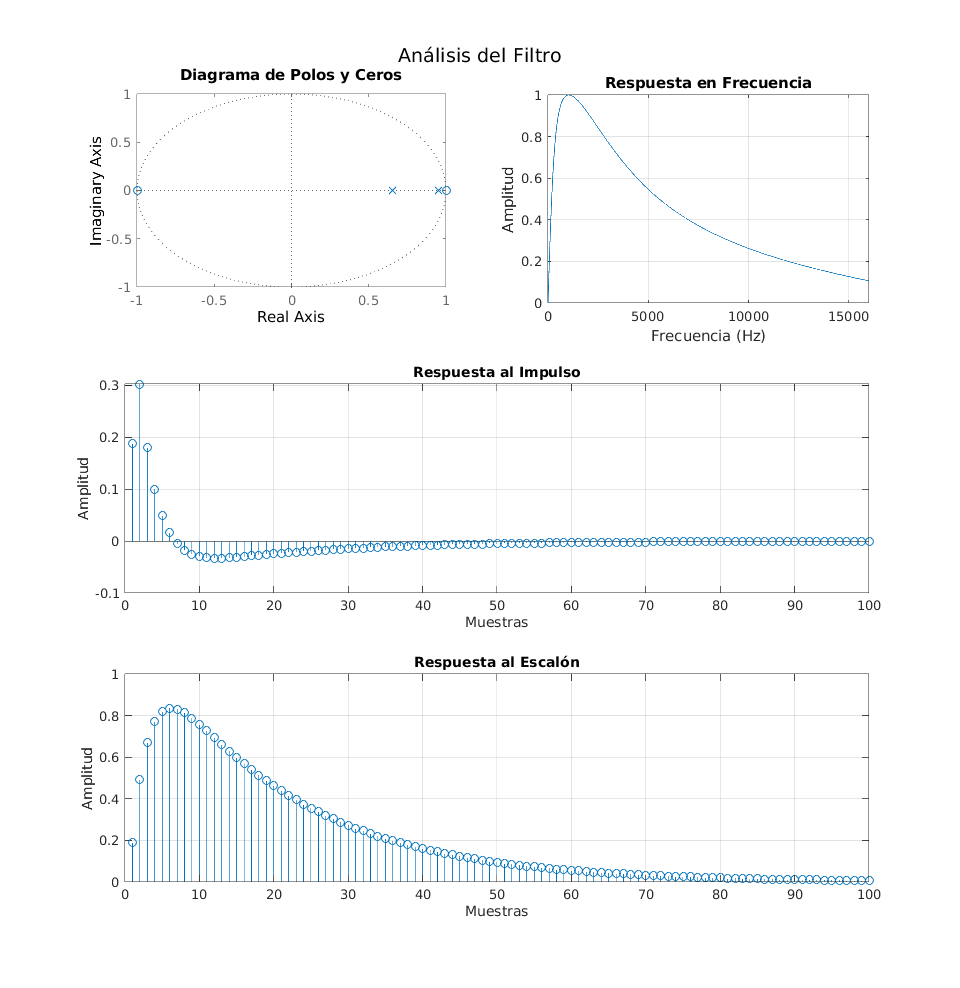 Análisis del Filtro
Diagrama de Polos y Ceros
1
0.5
0
-0.5
-1
Imaginary Axis
-1 -0.5 0 0.5 1
Real Axis
Respuesta en Frecuencia
1
0.8
0.6
0.4
0.2
0
Amplitud
0 5000 10000 15000
Frecuencia (Hz)
Respuesta al Impulso
0.3
0.2
0.1
0
-0.1
Amplitud
0 10 20 30 40 50 60 70 80 90 100
Muestras
Respuesta al Escalón
1
0.8
0.6
0.4
0.2
0
Amplitud
0 10 20 30 40 50 60 70 80 90 100
Muestras